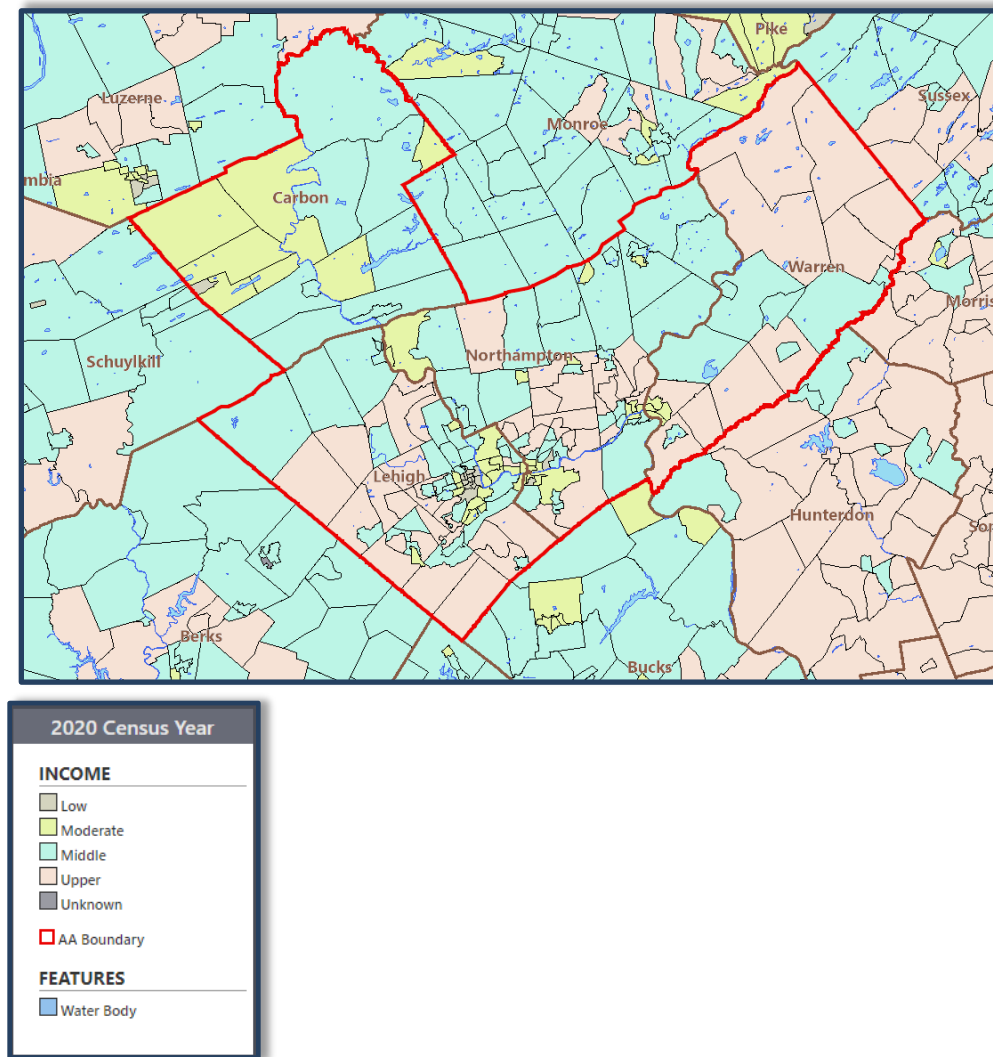 Pike
Luzerne
Sussex
Monroe
mbia
Carbon
Warren
Morris
Schuylkill
Northampton
Lehigh
Hunterdon
Son
Berks
Bucks
2020 Census Year
INCOME
Low
Moderate
Middle
Upper
Unknown
AA Boundary
FEATURES
Water Body